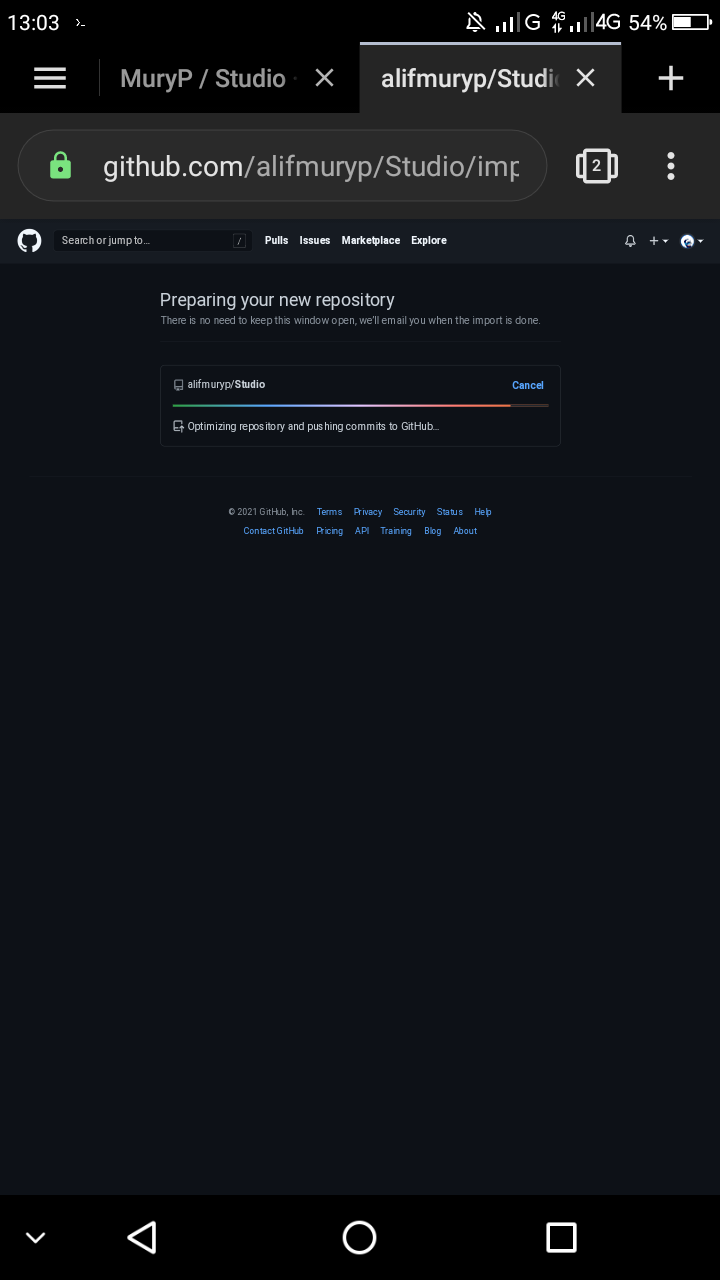 13:03 G 4G 4G 54%
MuryP / Studio alifmuryp/Studi
github.com/alifmuryp/Studio/imp 2
Search or jump to... / Pulls Issues Marketplace Explore
Preparing your new repository
There is no need to keep this window open, we'll email you when the import is done.
alifmuryp/Studio Cancel
Optimizing repository and pushing commits to GitHub...
© 2021 GitHub, Inc. Terms Privacy Security Status Help
Contact GitHub Pricing API Training Blog About